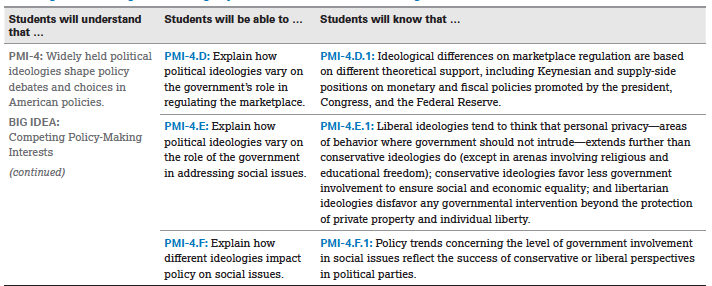 Students will understand that ...
Students will be able to ...
Students will know that ...
PMI-4: Widely held political
ideologies shape policy
debates and choices in
American policies.
BIG IDEA:
Competing Policy-Making
Interests
(continued)
PMI-4.D: Explain how
political ideologies vary on
the government's role in
regulating the marketplace.
PMI-4.D.1: Ideological differences on marketplace regulation are based
on different theoretical support, including Keynesian and supply-side
positions on monetary and fiscal policies promoted by the president,
Congress, and the Federal Reserve.
PMI-4.E: Explain how
political ideologies vary on
the role of the government
in addressing social issues.
PMI-4.E.1: Liberal ideologies tend to think that personal privacy—areas
of behavior where government should not intrude—extends further than
conservative ideologies do (except in arenas involving religious and
educational freedom); conservative ideologies favor less government
involvement to ensure social and economic equality; and libertarian
ideologies disfavor any governmental intervention beyond the protection
of private property and individual liberty.
PMI-4.F: Explain how
different ideologies impact
policy on social issues.
PMI-4.F.1: Policy trends concerning the level of government involvement
in social issues reflect the success of conservative or liberal perspectives
in political parties.